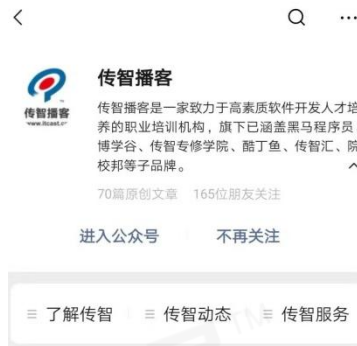 传智播客
传智播客
www.itcast.cn
传智播客是一家致力于高素质软件开发人才培
养的职业培训机构，旗下已涵盖黑马程序员、
博学谷、传智专修学院、酷丁鱼、传智汇、院
校邦等子品牌。
70篇原创文章 165位朋友关注
进入公众号 不再关注
了解传智 传智动态 传智服务
TM